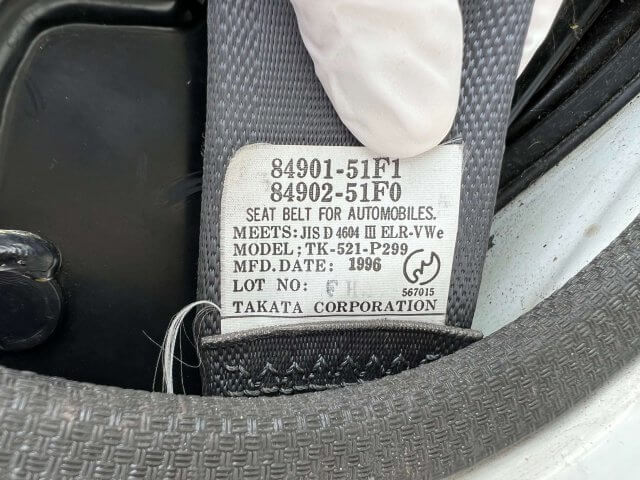 84901-51F1
84902-51F0
SEAT BELT FOR AUTOMOBILES.
MEETS: JIS D 4604 III ELR-VWe
MODEL; TK-521-P299
MFD. DATE: 1996
LOT NO:
567015
TAKATA CORPORATION